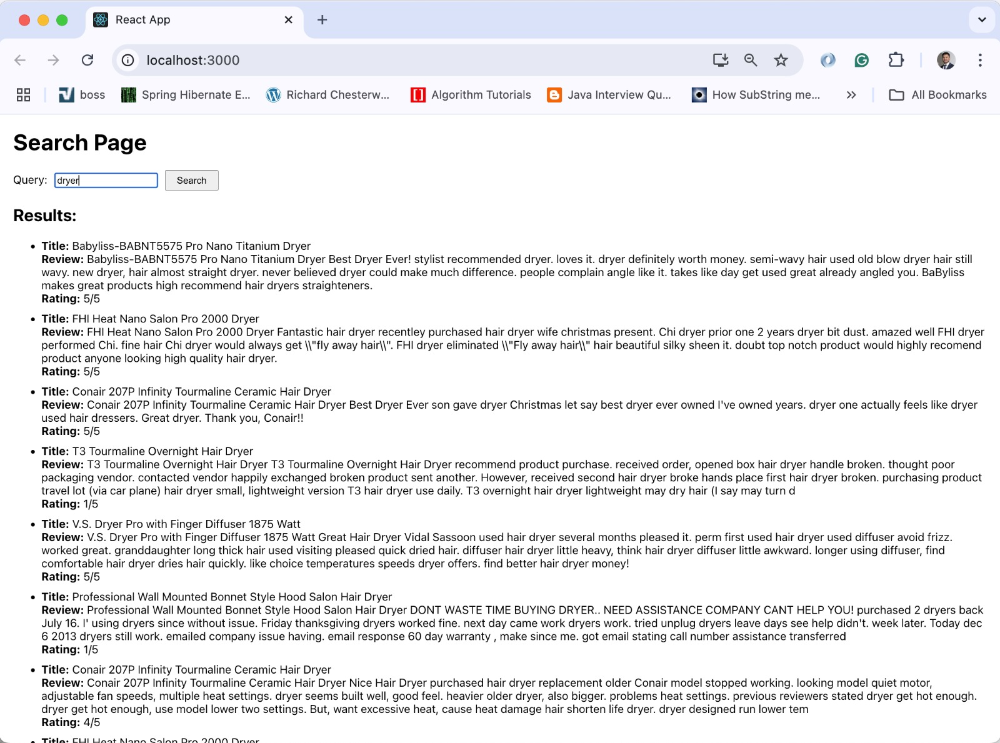 React App
localhost:3000
boss
Spring Hibernate E...
Richard Chesterw...
Algorithm Tutorials
Java Interview Qu...
How SubString me...
All Bookmarks
Search Page
Query: dryer Search
Results:
• Title: Babyliss-BABNT5575 Pro Nano Titanium Dryer
Review: Babyliss-BABNT5575 Pro Nano Titanium Dryer Best Dryer Ever! stylist recommended dryer. loves it. dryer definitely worth money. semi-wavy hair used old blow dryer hair still
wavy. new dryer, hair almost straight dryer. never believed dryer could make much difference. people complain angle like it. takes like day get used great already angled you. BaByliss
makes great products high recommend hair dryers straighteners.
Rating: 5/5
• Title: FHI Heat Nano Salon Pro 2000 Dryer
Review: FHI Heat Nano Salon Pro 2000 Dryer Fantastic hair dryer recentley purchased hair dryer wife christmas present. Chi dryer prior one 2 years dryer bit dust. amazed well FHI dryer
performed Chi. fine hair Chi dryer would always get \\"fly away hair\\". FHI dryer eliminated \\"Fly away hair\\" hair beautiful silky sheen it. doubt top notch product would highly recomend
product anyone looking high quality hair dryer.
Rating: 5/5
• Title: Conair 207P Infinity Tourmaline Ceramic Hair Dryer
Review: Conair 207P Infinity Tourmaline Ceramic Hair Dryer Best Dryer Ever son gave dryer Christmas let say best dryer ever owned I've owned years. dryer one actually feels like dryer
used hair dressers. Great dryer. Thank you, Conair!!
Rating: 5/5
• Title: T3 Tourmaline Overnight Hair Dryer
Review: T3 Tourmaline Overnight Hair Dryer T3 Tourmaline Overnight Hair Dryer recommend product purchase. received order, opened box hair dryer handle broken. thought poor
packaging vendor. contacted vendor happily exchanged broken product sent another. However, received second hair dryer broke hands place first hair dryer broken. purchasing product
travel lot (via car plane) hair dryer small, lightweight version T3 hair dryer use daily. T3 overnight hair dryer lightweight may dry hair (I say may turn d
Rating: 1/5
• Title: V.S. Dryer Pro with Finger Diffuser 1875 Watt
Review: V.S. Dryer Pro with Finger Diffuser 1875 Watt Great Hair Dryer Vidal Sassoon used hair dryer several months pleased it. perm first used hair dryer used diffuser avoid frizz.
worked great. granddaughter long thick hair used visiting pleased quick dried hair. diffuser hair dryer little heavy, think hair dryer diffuser little awkward. longer using diffuser, find
comfortable hair dryer dries hair quickly. like choice temperatures speeds dryer offers. find better hair dryer money!
Rating: 5/5
• Title: Professional Wall Mounted Bonnet Style Hood Salon Hair Dryer
Review: Professional Wall Mounted Bonnet Style Hood Salon Hair Dryer DONT WASTE TIME BUYING DRYER.. NEED ASSISTANCE COMPANY CANT HELP YOU! purchased 2 dryers back
July 16. I' using dryers since without issue. Friday thanksgiving dryers worked fine. next day came work dryers work. tried unplug dryers leave days see help didn't. week later. Today dec
6 2013 dryers still work. emailed company issue having. email response 60 day warranty , make since me. got email stating call number assistance transferred
Rating: 1/5
• Title: Conair 207P Infinity Tourmaline Ceramic Hair Dryer
Review: Conair 207P Infinity Tourmaline Ceramic Hair Dryer Nice Hair Dryer purchased hair dryer replacement older Conair model stopped working. looking model quiet motor,
adjustable fan speeds, multiple heat settings. dryer seems built well, good feel. heavier older dryer, also bigger. problems heat settings. previous reviewers stated dryer get hot enough.
dryer get hot enough, use model lower two settings. But, want excessive heat, cause heat damage hair shorten life dryer. dryer designed run lower tem
Rating: 4/5
• Title: FHI Heat Nano Salon Pro 2000 Dryer